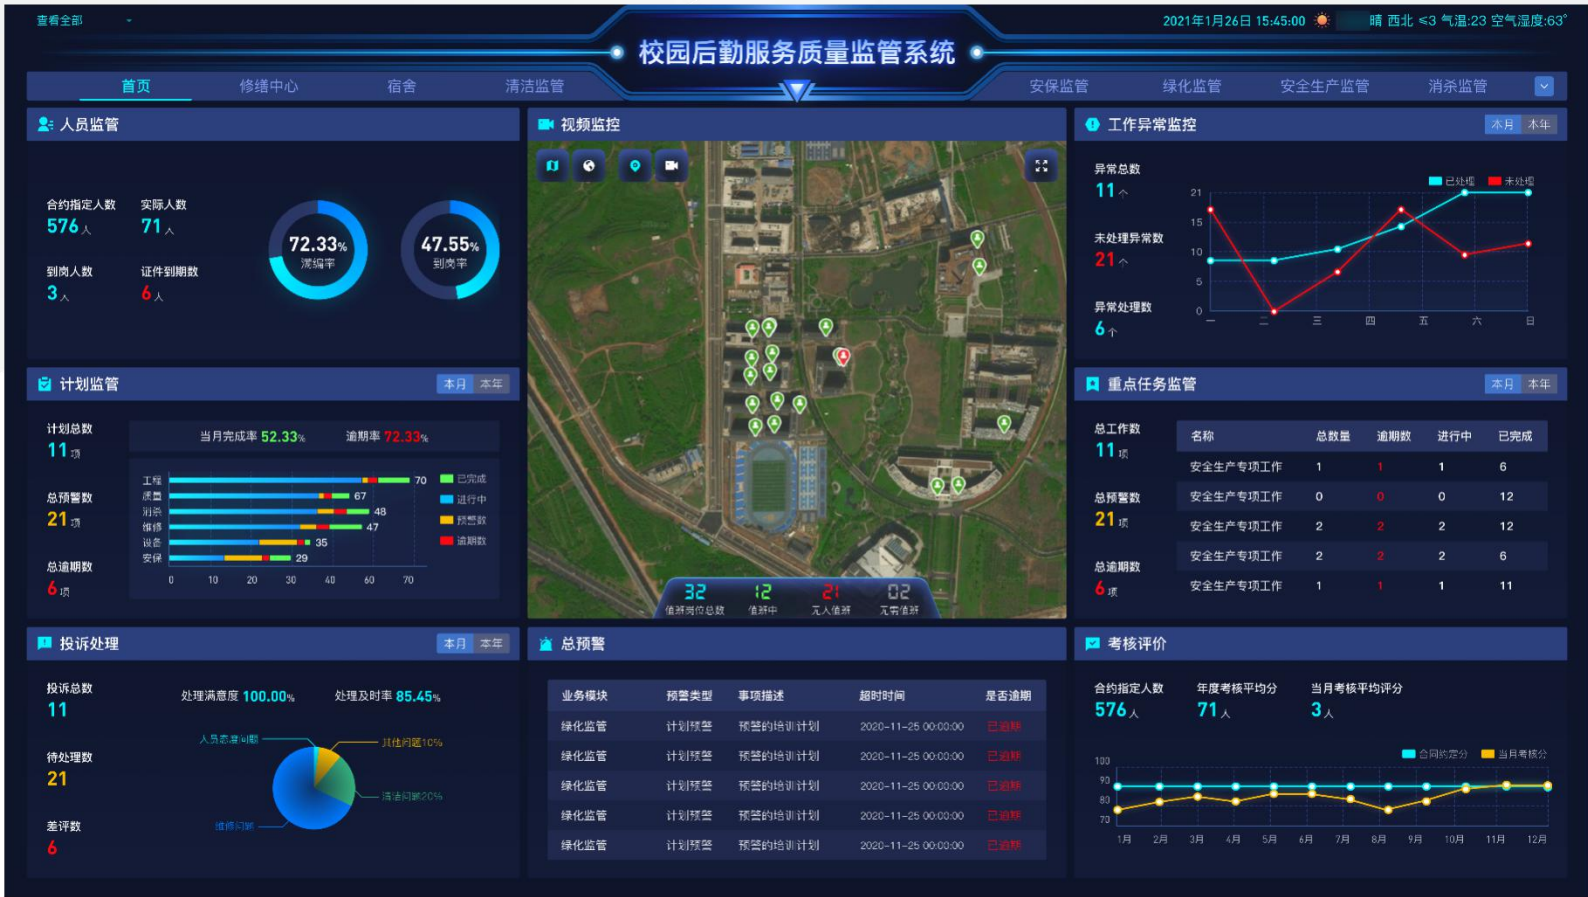 查看全部
校园后勤服务质量监管系统
2021年1月26日 15:45:00 晴 西北 ≤3 气温:23 空气湿度:63°
首页 修缮中心 宿舍 清洁监管 安保监管 绿化监管 安全生产监管 消杀监管
人员监管
合约指定人数 实际人数
576人 71人
到岗人数 证件到期数
3人 6人
72.33%
满编率
47.55%
到岗率
计划监管 本月 本年
计划总数
11项
总预警数
21项
总逾期数
6项
当月完成率 52.33% 逾期率 72.33%
工程 70
质量 67
消杀 48
维修 47
设备 35
安保 29
0 10 20 30 40 60 70
已完成
进行中
预警数
逾期数
投诉处理 本月 本年
投诉总数
11
待处理数
21
差评数
6
处理满意度 100.00% 处理及时率 85.45%
人员态度问题
其他问题10%
清洁问题20%
维修问题
视频监控
32 12 21 02
值班岗位总数 值班中 无人值班 无需值班
总预警
业务模块 预警类型 事项描述 超时时间 是否逾期
绿化监管 计划预警 预警的培训计划 2020-11-25 00:00:00 已逾期
绿化监管 计划预警 预警的培训计划 2020-11-25 00:00:00 已逾期
绿化监管 计划预警 预警的培训计划 2020-11-25 00:00:00 已逾期
绿化监管 计划预警 预警的培训计划 2020-11-25 00:00:00 已逾期
绿化监管 计划预警 预警的培训计划 2020-11-25 00:00:00 已逾期
工作异常监控 本月 本年
异常总数
11个
未处理异常数
21个
异常处理数
6个
已处理 未处理
21
15
10
5
0
一 二 三 四 五 六 日
重点任务监管 本月 本年
总工作数
11项
总预警数
21项
总逾期数
6项
名称 总数量 逾期数 进行中 已完成
安全生产专项工作 1 1 1 6
安全生产专项工作 0 0 0 12
安全生产专项工作 2 2 2 12
安全生产专项工作 2 2 2 6
安全生产专项工作 1 1 1 11
考核评价
合约指定人数 年度考核平均分 当月考核平均评分
576人 71人 3人
合同约定分 当月考核分
100
90
80
70
1月 2月 3月 4月 5月 6月 7月 8月 9月 10月 11月 12月